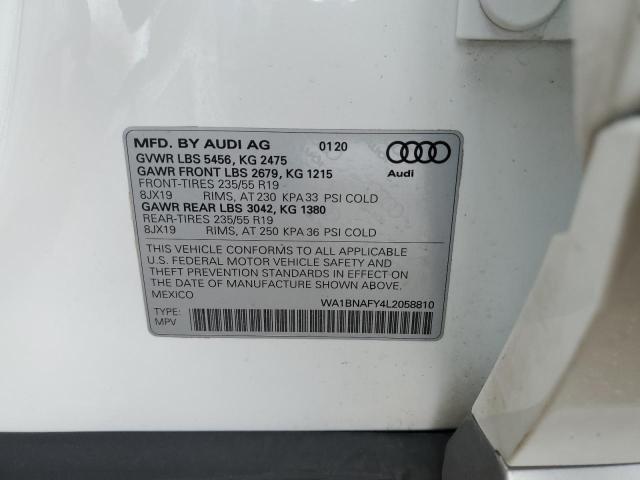 MFD. BY AUDI AG 0120
GVWR LBS 5456, KG 2475
GAWR FRONT LBS 2679, KG 1215
FRONT-TIRES 235/55 R19
8JX19 RIMS, AT 230 KPA 33 PSI COLD
GAWR REAR LBS 3042, KG 1380
REAR-TIRES 235/55 R19
8JX19 RIMS, AT 250 KPA 36 PSI COLD
Audi
THIS VEHICLE CONFORMS TO ALL APPLICABLE
U.S. FEDERAL MOTOR VEHICLE SAFETY AND
THEFT PREVENTION STANDARDS IN EFFECT ON
THE DATE OF MANUFACTURE SHOWN ABOVE.
MEXICO WA1BNAFY4L2058810
TYPE:
MPV